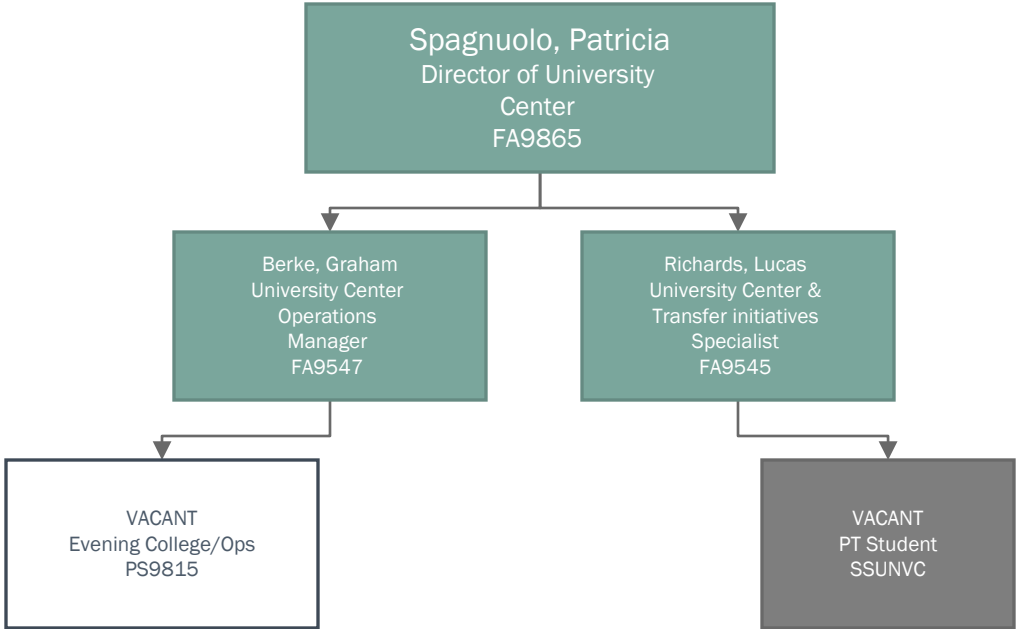 Spagnuolo, Patricia
Director of University
Center
FA9865
Berke, Graham
University Center
Operations
Manager
FA9547
Richards, Lucas
University Center &
Transfer initiatives
Specialist
FA9545
VACANT
Evening College/Ops
PS9815
VACANT
PT Student
SSUNVC